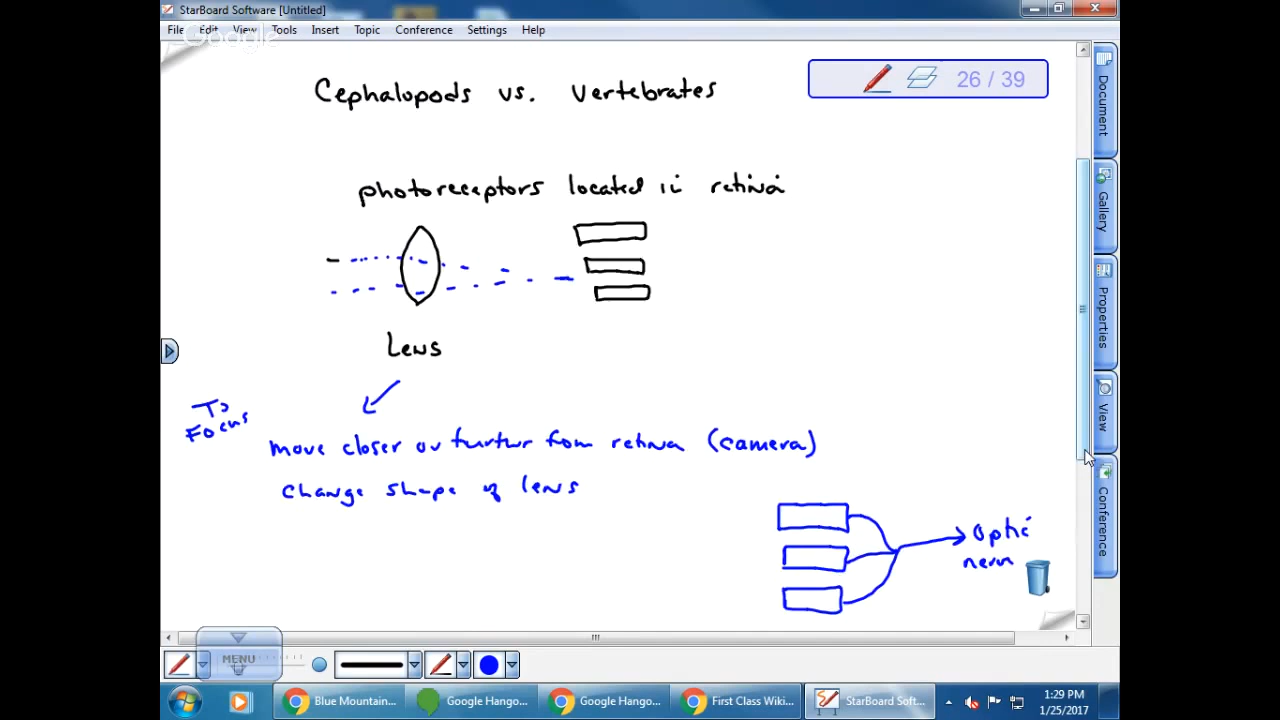 StarBoard Software [Untitled]
File Edit View Tools Insert Topic Conference Settings Help
Google
Cephalopods vs. vertebrates
26 / 39
photoreceptors located in retina
Lens
To
Focus
move closer or furtur from retina (camera)
change shape of lens
Optic
nerve
Document
Gallery
Properties
View
Conference
MENU
Blue Mountain...
Google Hango...
Google Hango...
First Class Wiki...
StarBoard Soft...
1:29 PM
1/25/2017